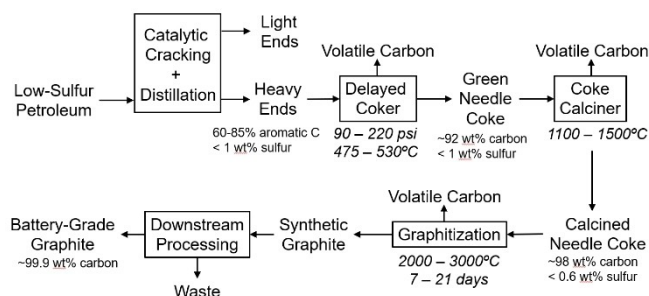 Low-Sulfur
Petroleum
Catalytic
Cracking
+
Distillation
Light
Ends
Heavy
Ends
60-85% aromatic C
< 1 wt% sulfur
Volatile Carbon
Delayed
Coker
90 – 220 psi
475 – 530ºC
Green
Needle
Coke
~92 wt% carbon
< 1 wt% sulfur
Volatile Carbon
Coke
Calciner
1100 – 1500ºC
Calcined
Needle Coke
~98 wt% carbon
< 0.6 wt% sulfur
Volatile Carbon
Graphitization
2000 – 3000ºC
7 – 21 days
Synthetic
Graphite
Downstream
Processing
Waste
Battery-Grade
Graphite
~99.9 wt% carbon